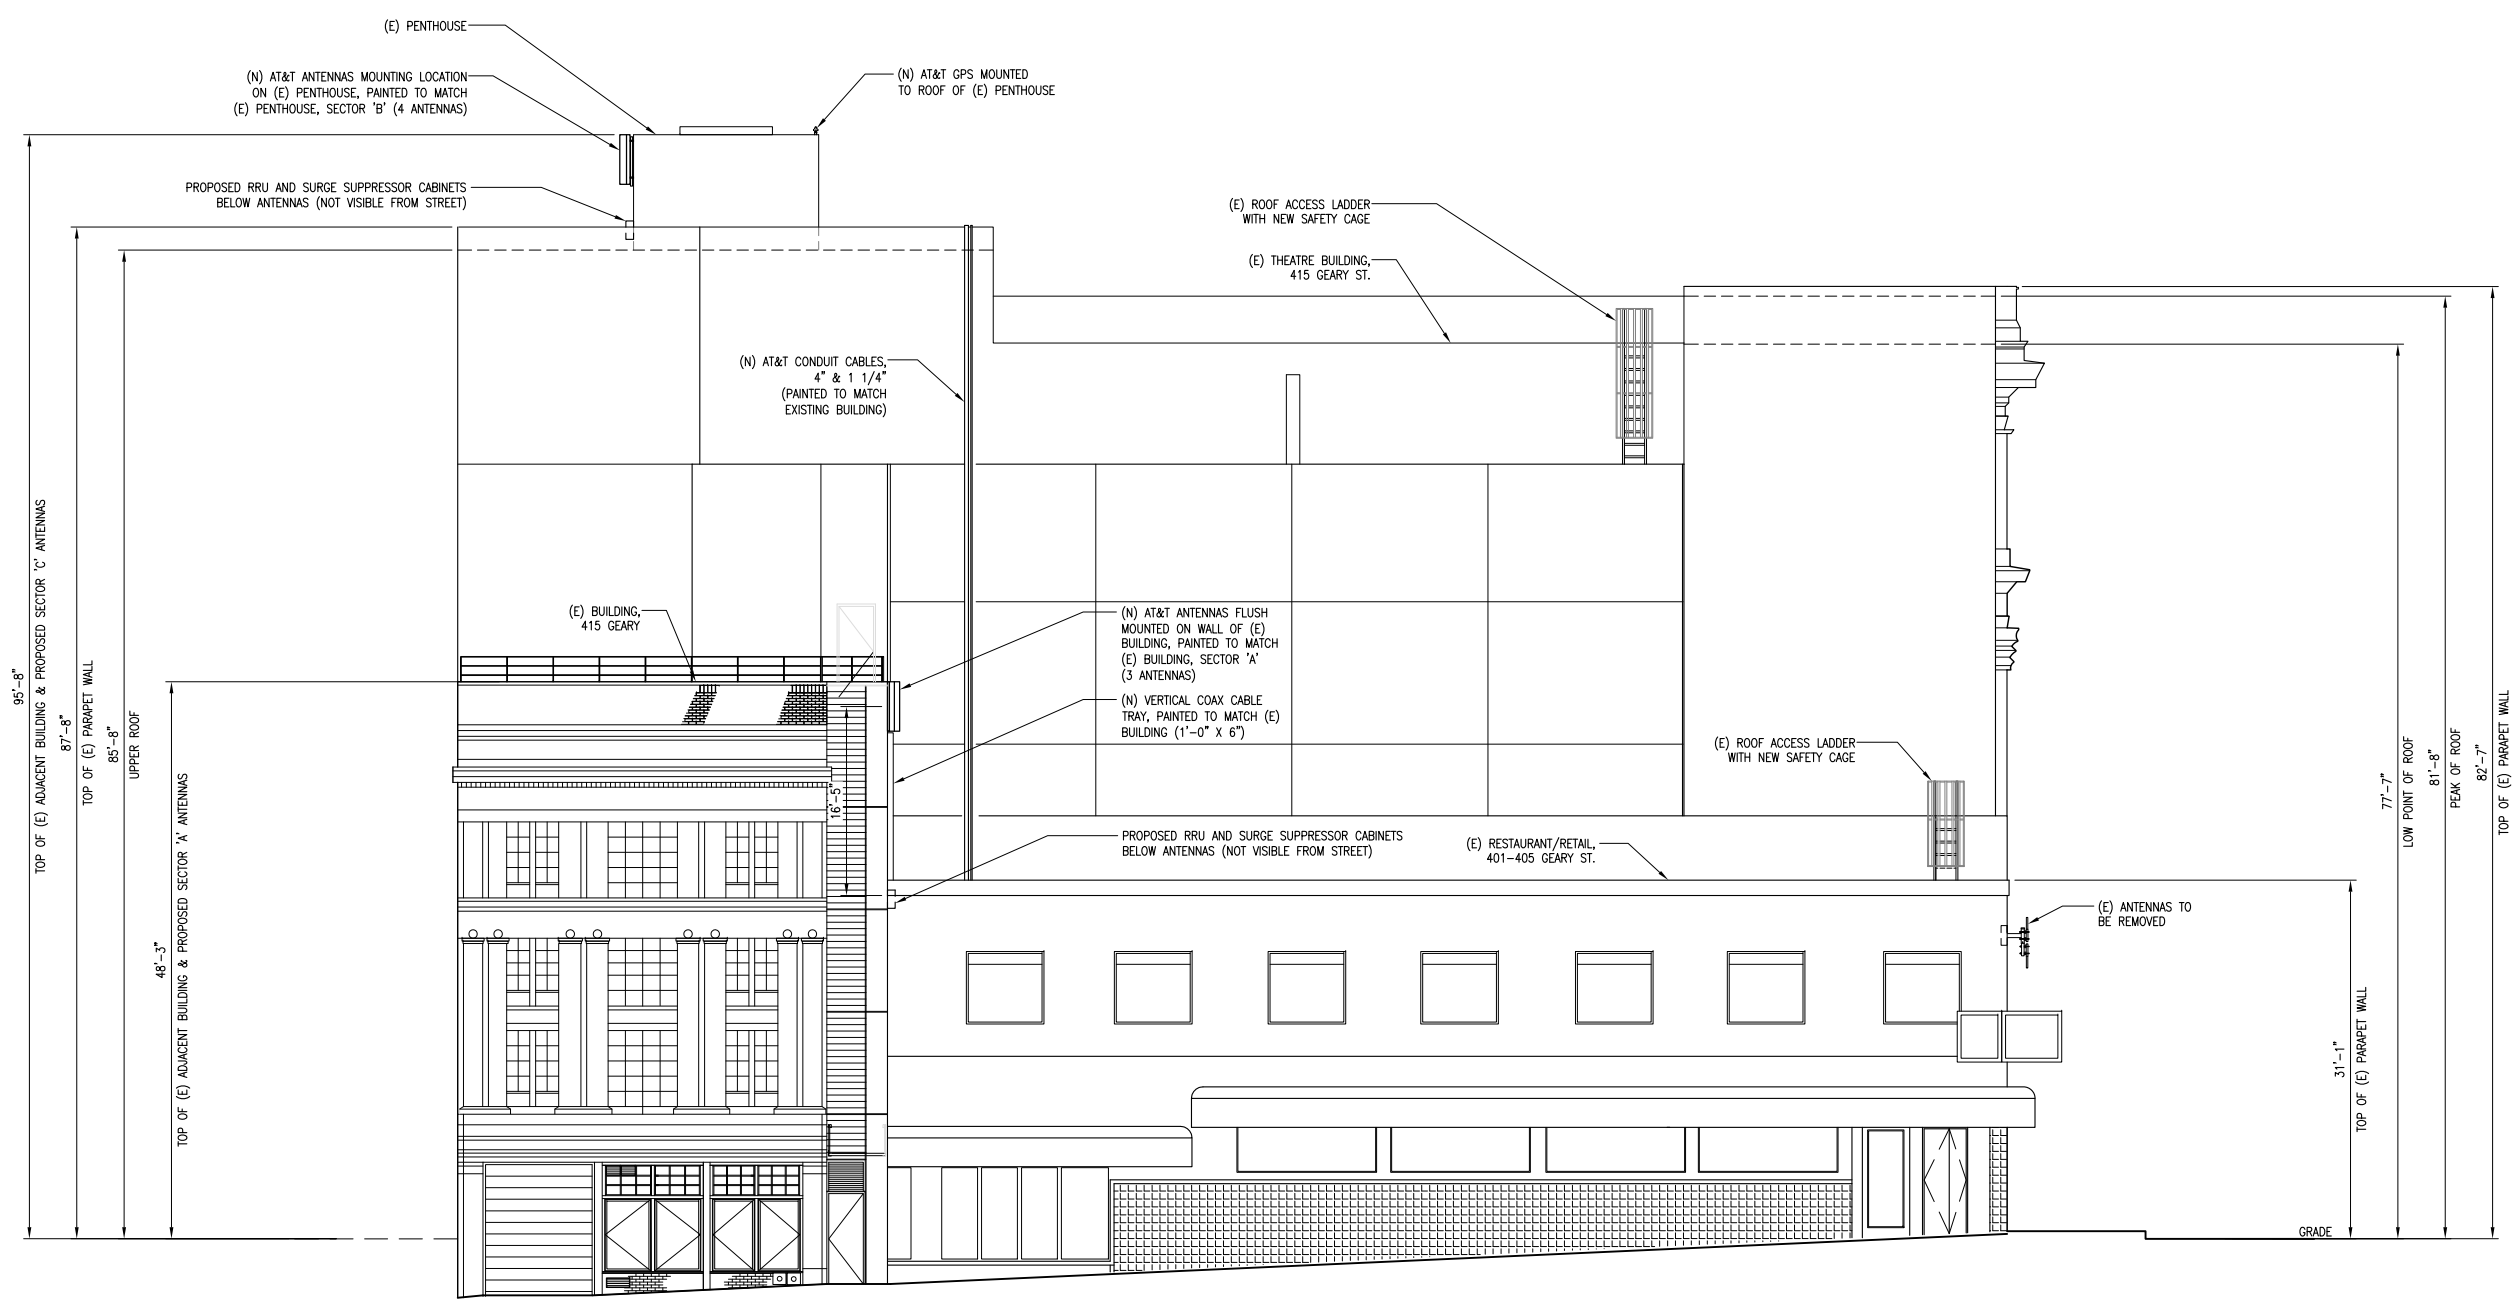 (E) PENTHOUSE
(N) AT&T ANTENNAS MOUNTING LOCATION
ON (E) PENTHOUSE, PAINTED TO MATCH
(E) PENTHOUSE, SECTOR 'B' (4 ANTENNAS)
(N) AT&T GPS MOUNTED
TO ROOF OF (E) PENTHOUSE
PROPOSED RRU AND SURGE SUPPRESSOR CABINETS
BELOW ANTENNAS (NOT VISIBLE FROM STREET)
(E) ROOF ACCESS LADDER
WITH NEW SAFETY CAGE
(E) THEATRE BUILDING,
415 GEARY ST.
(N) AT&T CONDUIT CABLES,
4" & 1 1/4"
(PAINTED TO MATCH
EXISTING BUILDING)
(E) BUILDING,
415 GEARY
(N) AT&T ANTENNAS FLUSH
MOUNTED ON WALL OF (E)
BUILDING, PAINTED TO MATCH
(E) BUILDING, SECTOR 'A'
(3 ANTENNAS)
(N) VERTICAL COAX CABLE
TRAY, PAINTED TO MATCH (E)
BUILDING (1'-0" X 6")
(E) ROOF ACCESS LADDER
WITH NEW SAFETY CAGE
PROPOSED RRU AND SURGE SUPPRESSOR CABINETS
BELOW ANTENNAS (NOT VISIBLE FROM STREET)
(E) RESTAURANT/RETAIL,
401-405 GEARY ST.
(E) ANTENNAS TO
BE REMOVED
95'-8"
TOP OF (E) ADJACENT BUILDING & PROPOSED SECTOR 'C' ANTENNAS
87'-8"
TOP OF (E) PARAPET WALL
85'-8"
UPPER ROOF
48'-3"
TOP OF (E) ADJACENT BUILDING & PROPOSED SECTOR 'A' ANTENNAS
16'-5"
31'-1"
TOP OF (E) PARAPET WALL
77'-7"
LOW POINT OF ROOF
81'-8"
PEAK OF ROOF
82'-7"
TOP OF (E) PARAPET WALL
GRADE